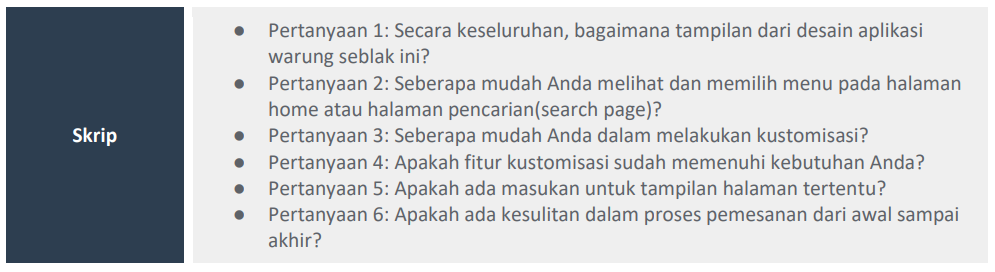 Skrip
● Pertanyaan 1: Secara keseluruhan, bagaimana tampilan dari desain aplikasi
warung seblak ini?
● Pertanyaan 2: Seberapa mudah Anda melihat dan memilih menu pada halaman
home atau halaman pencarian(search page)?
● Pertanyaan 3: Seberapa mudah Anda dalam melakukan kustomisasi?
● Pertanyaan 4: Apakah fitur kustomisasi sudah memenuhi kebutuhan Anda?
● Pertanyaan 5: Apakah ada masukan untuk tampilan halaman tertentu?
● Pertanyaan 6: Apakah ada kesulitan dalam proses pemesanan dari awal sampai
akhir?